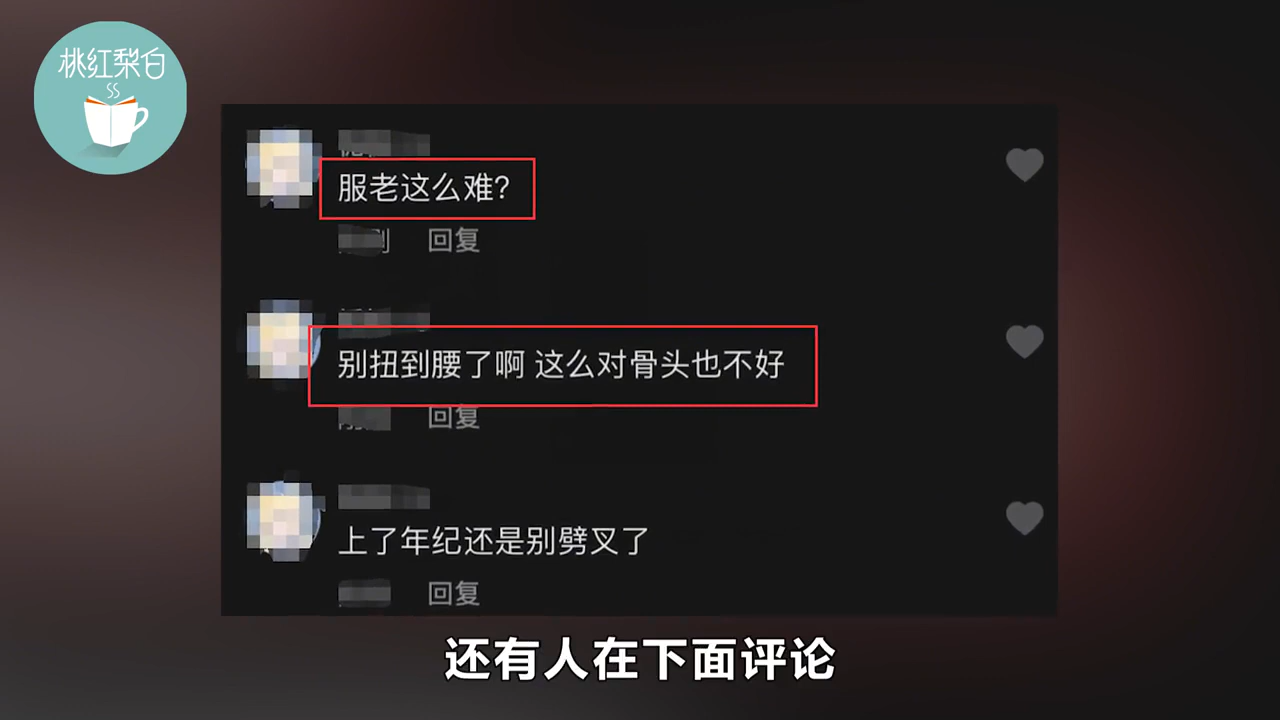 桃红梨白
服老这么难?
回复
别扭到腰了啊 这么对骨头也不好
回复
上了年纪还是别劈叉了
回复
还有人在下面评论